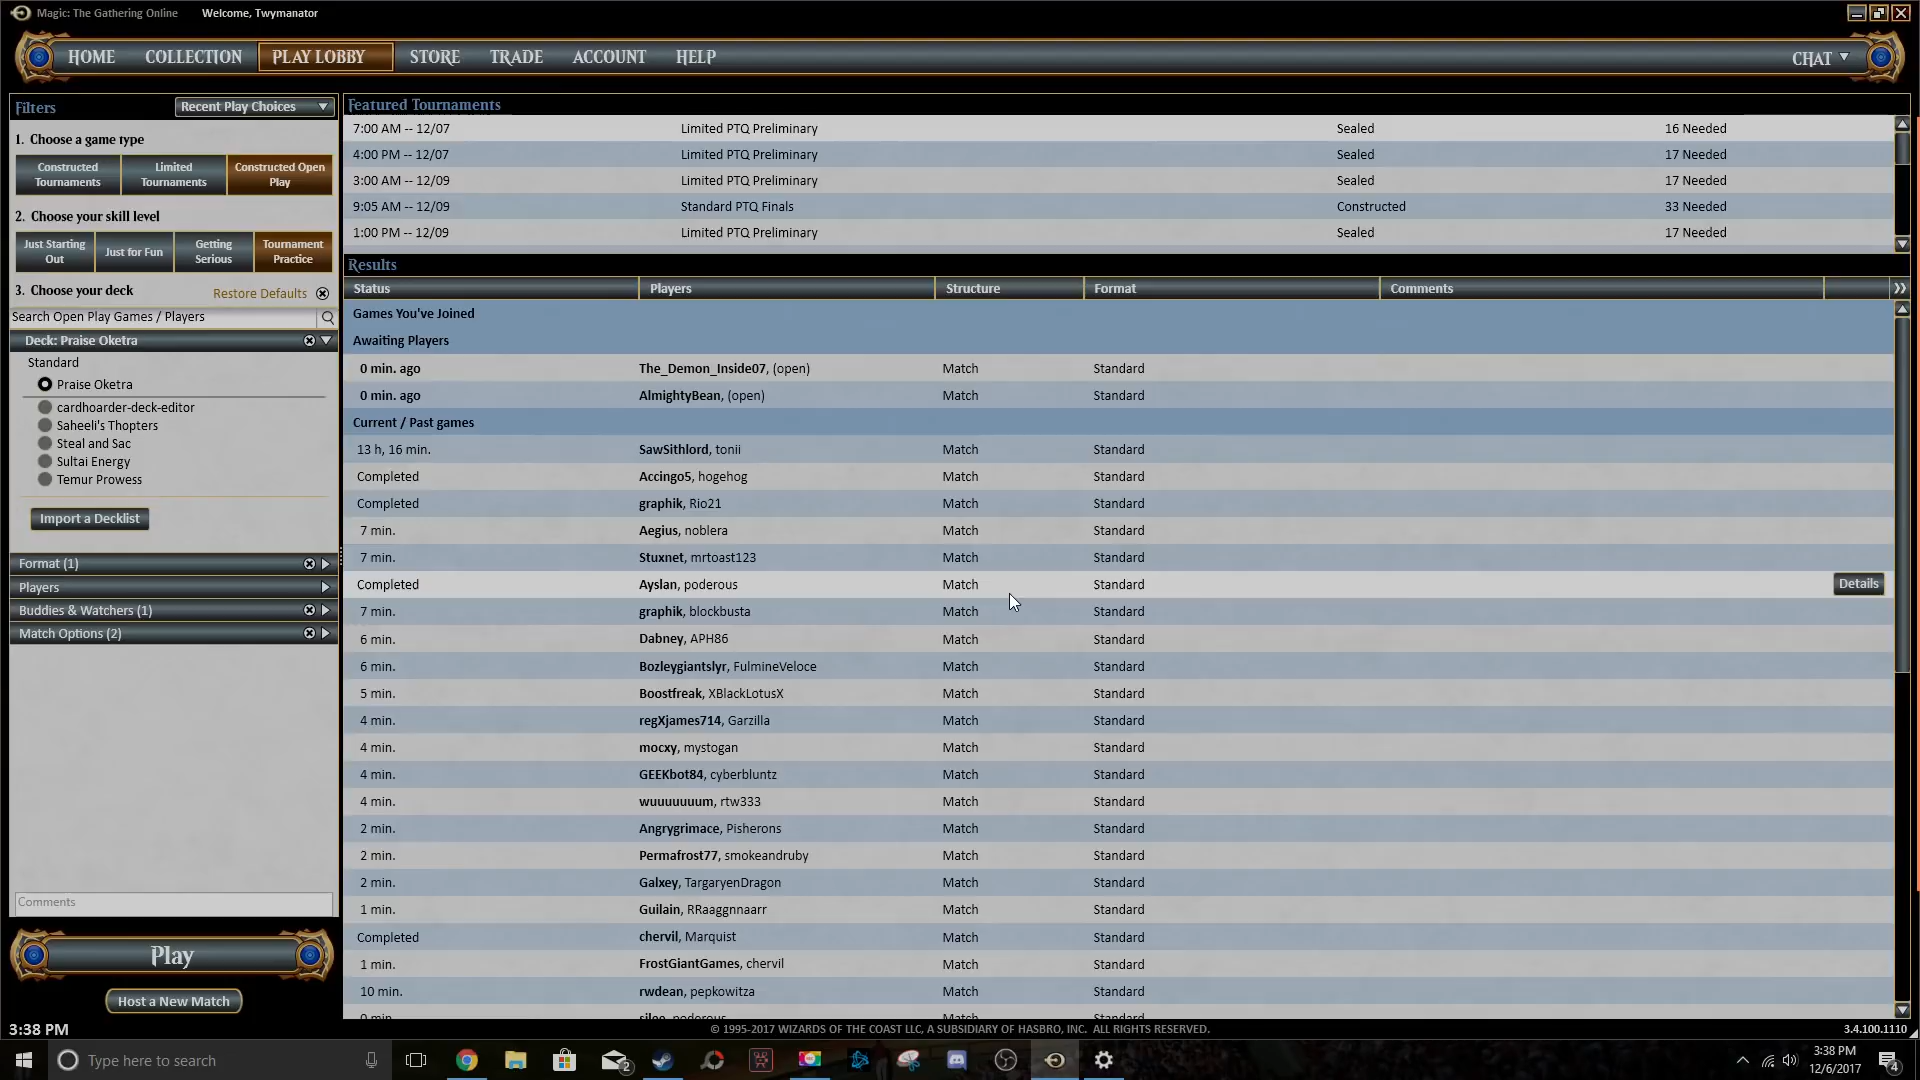 Magic: The Gathering Online Welcome, Twymanator
HOME COLLECTION PLAY LOBBY STORE TRADE ACCOUNT HELP CHAT
Filters Recent Play Choices
1. Choose a game type
Constructed Tournaments Limited Tournaments Constructed Open Play
2. Choose your skill level
Just Starting Out Just for Fun Getting Serious Tournament Practice
3. Choose your deck Restore Defaults
Search Open Play Games / Players
Deck: Praise Oketra
Standard
Praise Oketra
cardhoarder-deck-editor
Saheeli's Thopters
Steal and Sac
Sultai Energy
Temur Prowess
Import a Decklist
Format (1)
Players
Buddies & Watchers (1)
Match Options (2)
Comments
Play
Host a New Match
3:38 PM
Featured Tournaments
7:00 AM -- 12/07 Limited PTQ Preliminary Sealed 16 Needed
4:00 PM -- 12/07 Limited PTQ Preliminary Sealed 17 Needed
3:00 AM -- 12/09 Limited PTQ Preliminary Sealed 17 Needed
9:05 AM -- 12/09 Standard PTQ Finals Constructed 33 Needed
1:00 PM -- 12/09 Limited PTQ Preliminary Sealed 17 Needed
Results
Status Players Structure Format Comments
Games You've Joined
Awaiting Players
0 min. ago The_Demon_Inside07, (open) Match Standard
0 min. ago AlmightyBean, (open) Match Standard
Current / Past games
13 h, 16 min. SawSithlord, tonii Match Standard
Completed Accingo5, hogehog Match Standard
Completed graphik, Rio21 Match Standard
7 min. Aegius, noblera Match Standard
7 min. Stuxnet, mrtoast123 Match Standard
Completed Ayslan, poderous Match Standard Details
7 min. graphik, blockbusta Match Standard
6 min. Dabney, APH86 Match Standard
6 min. Bozleygiantslyr, FulmineVeloce Match Standard
5 min. Boostfreak, XBlackLotusX Match Standard
4 min. regXjames714, Garzilla Match Standard
4 min. mocxy, mystogan Match Standard
4 min. GEEKbot84, cyberbluntz Match Standard
4 min. wuuuuuuum, rtw333 Match Standard
2 min. Angrygrimace, Pisherons Match Standard
2 min. Permafrost77, smokeandruby Match Standard
2 min. Galxey, TargaryenDragon Match Standard
1 min. Guilain, RRaaggnnaarr Match Standard
Completed chervil, Marquist Match Standard
1 min. FrostGiantGames, chervil Match Standard
10 min. rwdean, pepkowitza Match Standard
© 1995-2017 WIZARDS OF THE COAST LLC, A SUBSIDIARY OF HASBRO, INC. ALL RIGHTS RESERVED. 3.4.100.1110
Type here to search
2
3:38 PM
12/6/2017
4